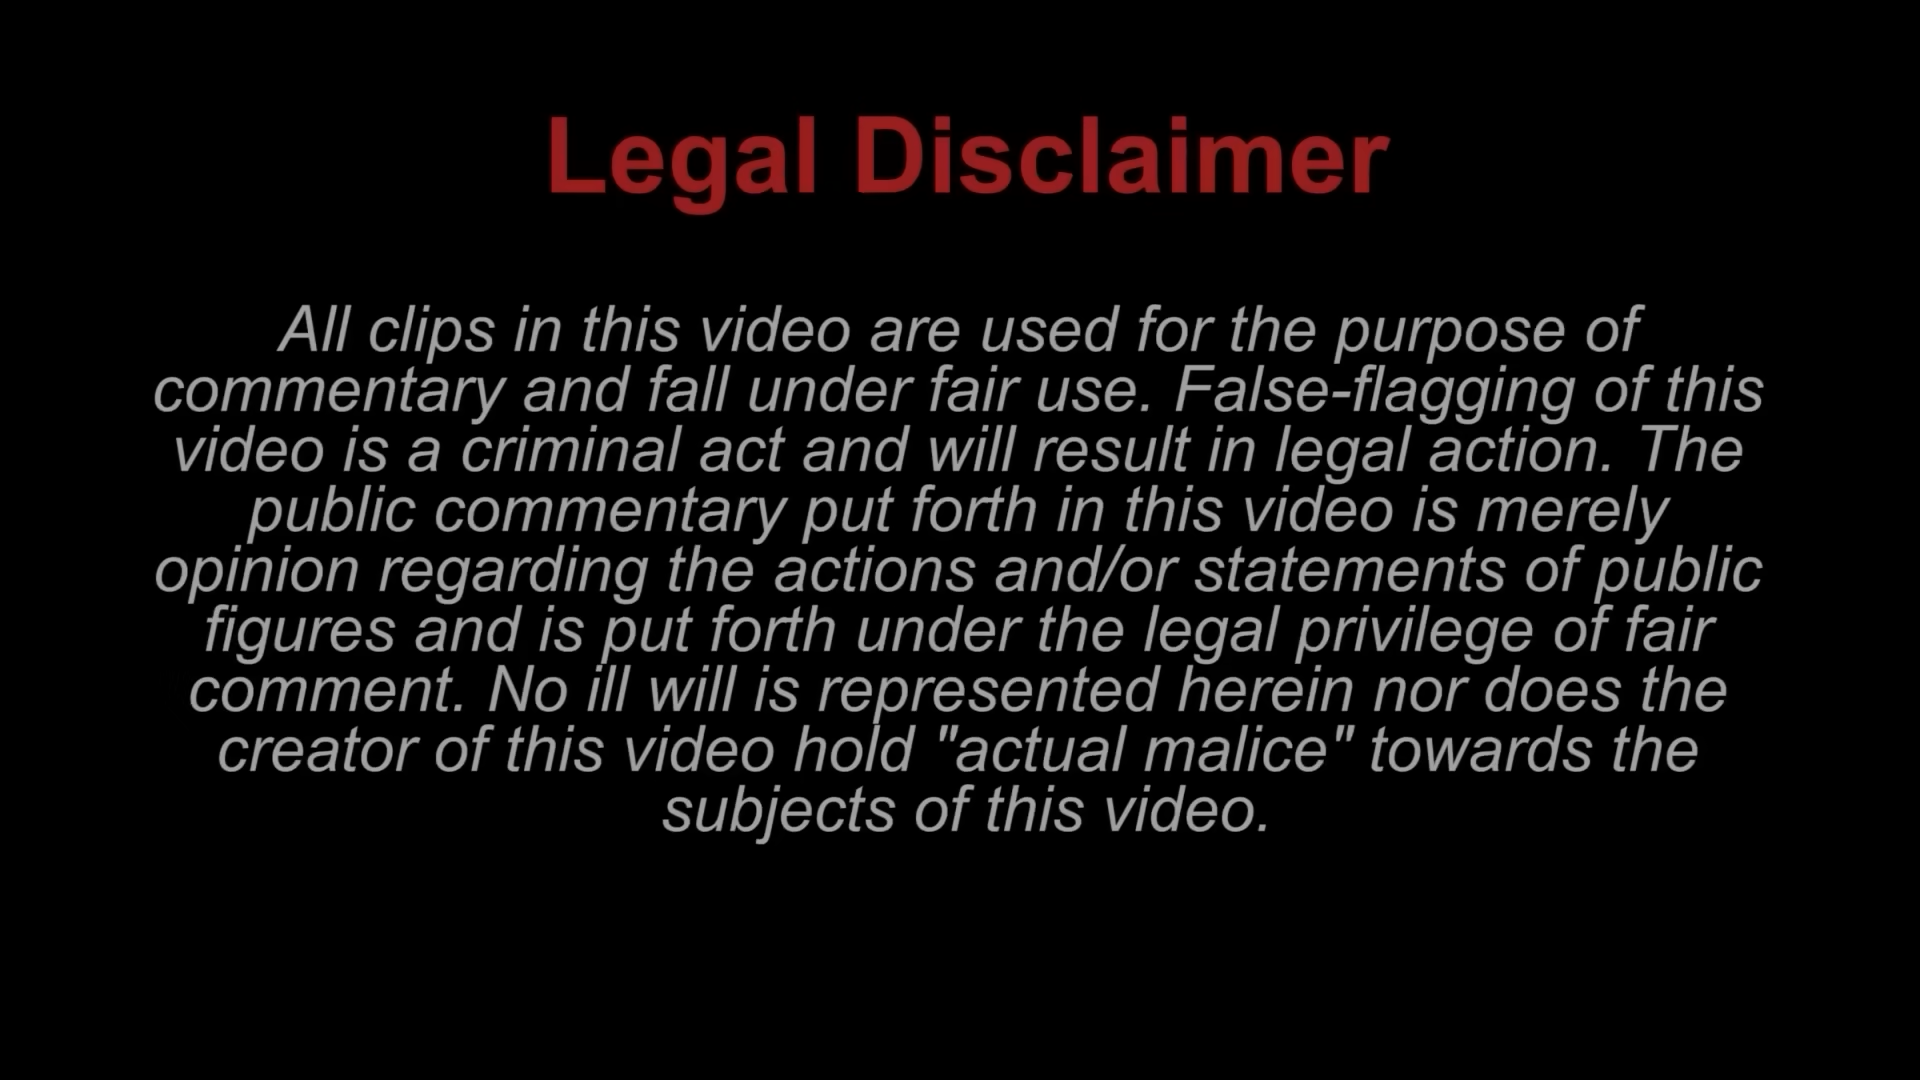 Legal Disclaimer
All clips in this video are used for the purpose of
commentary and fall under fair use. False-flagging of this
video is a criminal act and will result in legal action. The
public commentary put forth in this video is merely
opinion regarding the actions and/or statements of public
figures and is put forth under the legal privilege of fair
comment. No ill will is represented herein nor does the
creator of this video hold "actual malice" towards the
subjects of this video.